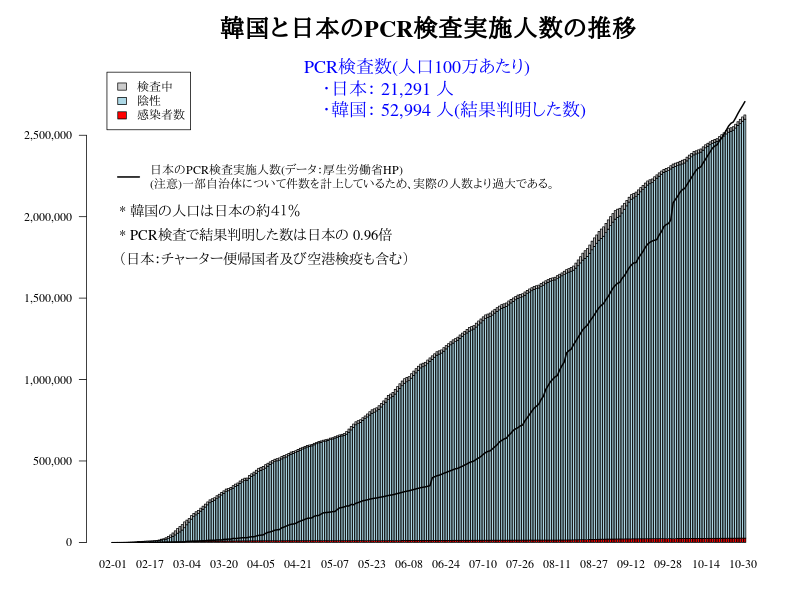 韓国と日本のPCR検査実施人数の推移
PCR検査数(人口100万あたり)
・日本： 21,291 人
・韓国： 52,994 人(結果判明した数)
検査中
陰性
感染者数
日本のPCR検査実施人数(データ：厚生労働省HP)
(注意)一部自治体について件数を計上しているため、実際の人数より過大である。
* 韓国の人口は日本の約41％
* PCR検査で結果判明した数は日本の 0.96倍
（日本：チャーター便帰国者及び空港検疫も含む）
2,500,000
2,000,000
1,500,000
1,000,000
500,000
0
02-01 02-17 03-04 03-20 04-05 04-21 05-07 05-23 06-08 06-24 07-10 07-26 08-11 08-27 09-12 09-28 10-14 10-30